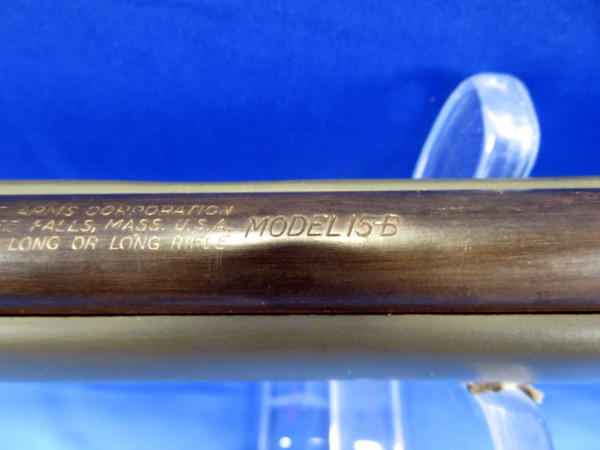 ARMS CORPORATION
FALLS, MASS. U.S.A.
LONG OR LONG RIFLE
MODEL 15-B